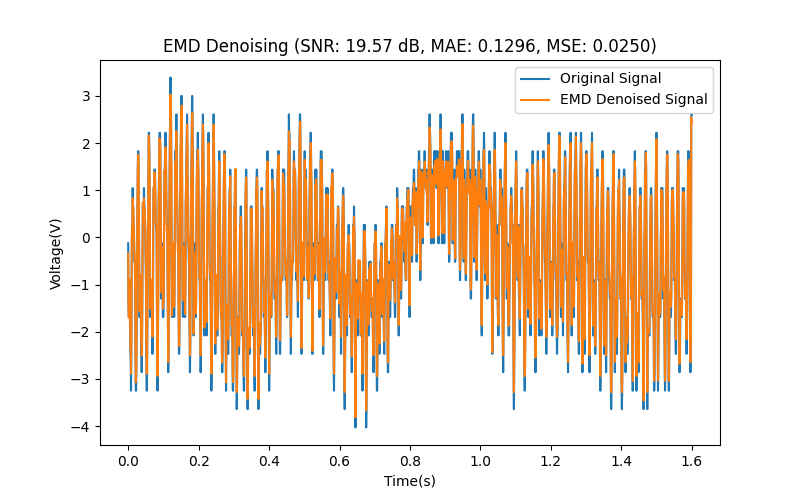 EMD Denoising (SNR: 19.57 dB, MAE: 0.1296, MSE: 0.0250)
Original Signal
EMD Denoised Signal
Voltage(V)
3
2
1
0
−1
−2
−3
−4
0.0 0.2 0.4 0.6 0.8 1.0 1.2 1.4 1.6
Time(s)